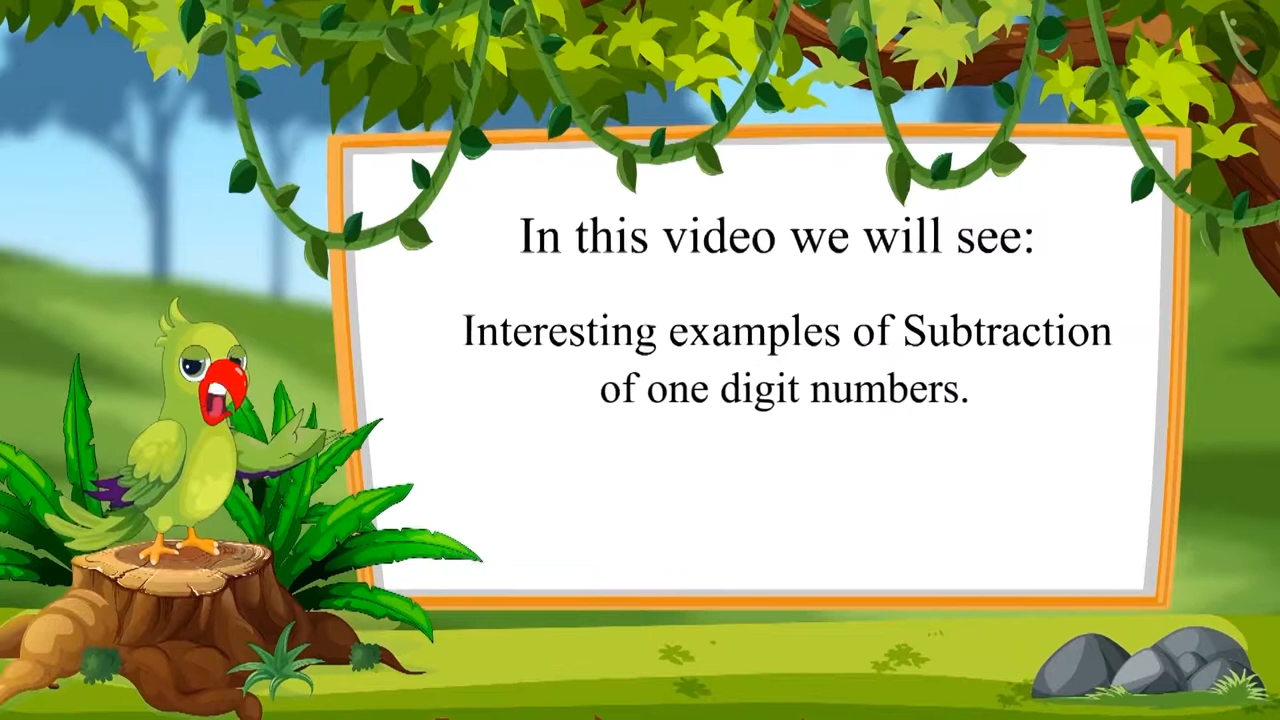 In this video we will see:
Interesting examples of Subtraction
of one digit numbers.